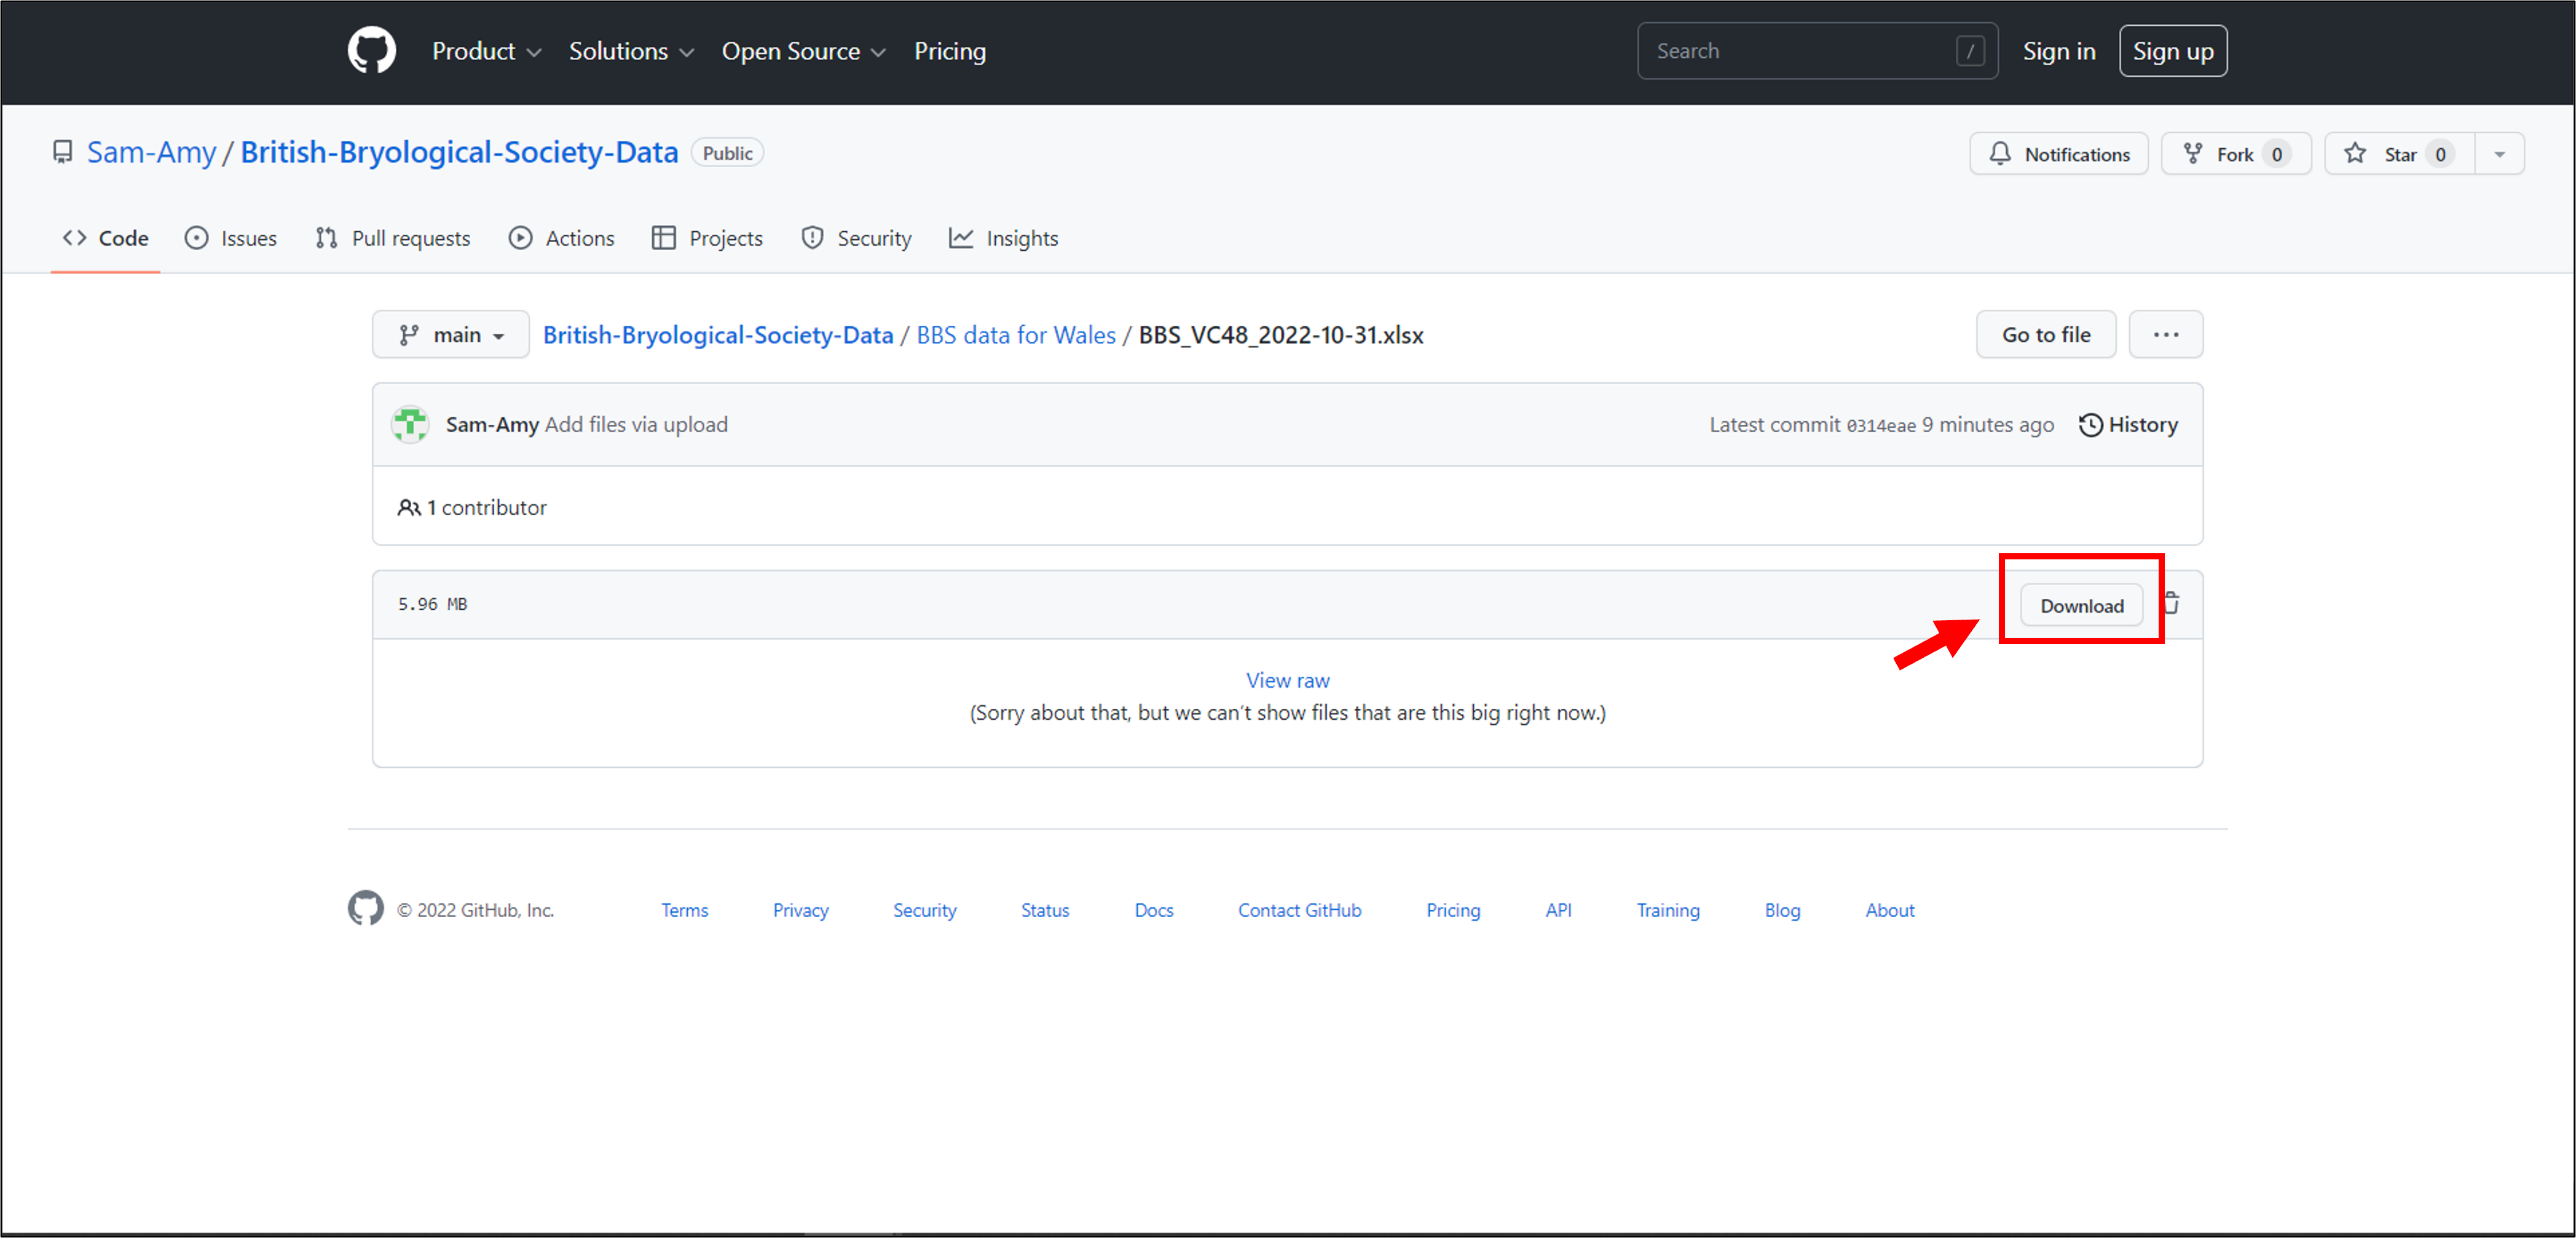 Product Solutions Open Source Pricing Search / Sign in Sign up
Sam-Amy / British-Bryological-Society-Data Public Notifications Fork 0 Star 0
Code Issues Pull requests Actions Projects Security Insights
main British-Bryological-Society-Data / BBS data for Wales / BBS_VC48_2022-10-31.xlsx Go to file ...
Sam-Amy Add files via upload Latest commit 0314eae 9 minutes ago History
1 contributor
5.96 MB Download
View raw
(Sorry about that, but we can't show files that are this big right now.)
© 2022 GitHub, Inc. Terms Privacy Security Status Docs Contact GitHub Pricing API Training Blog About